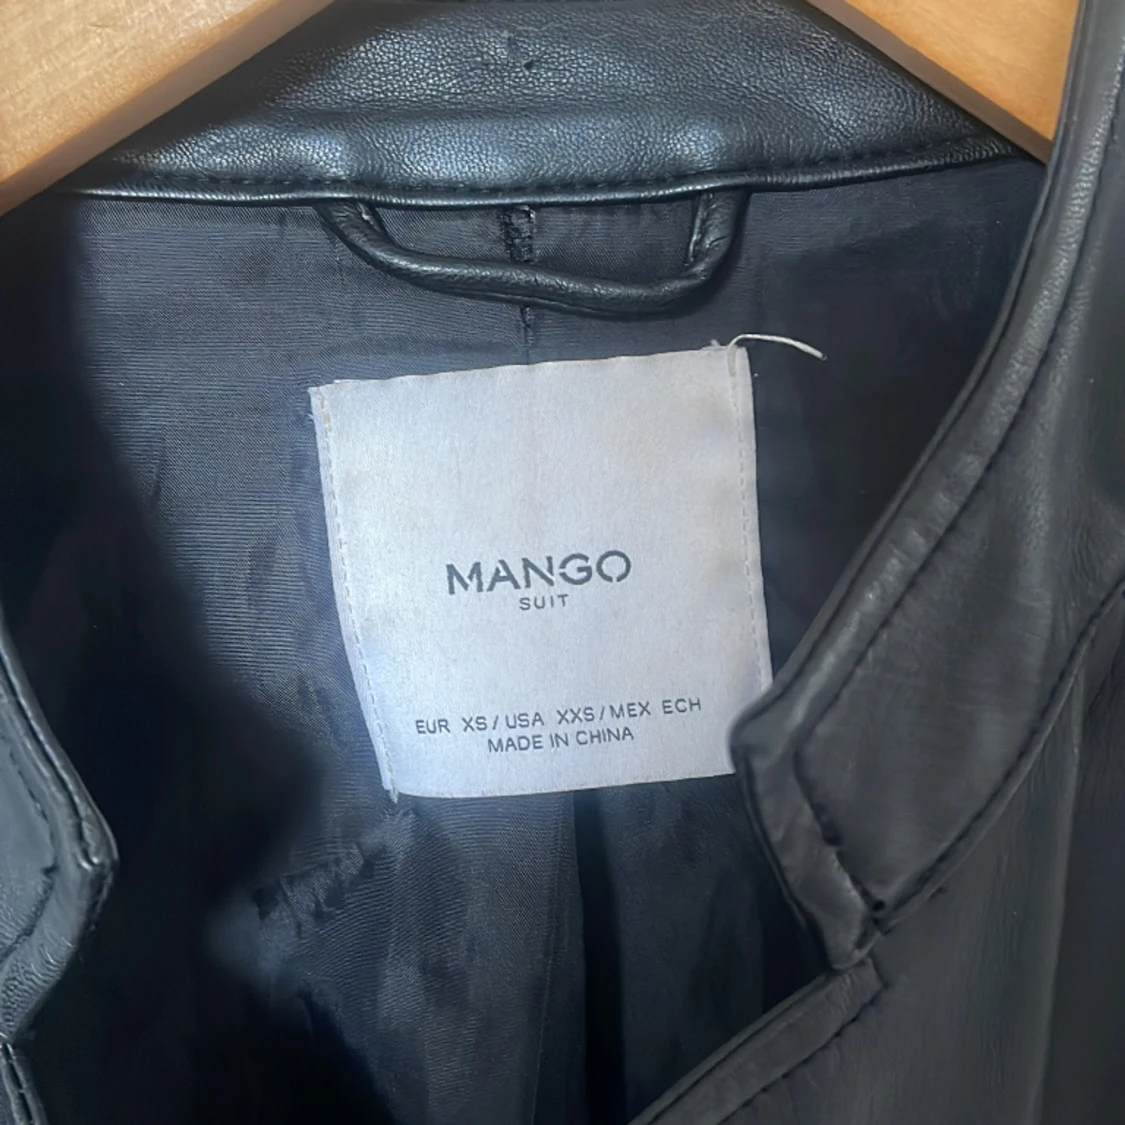 MANGO
SUIT
EUR XS / USA XXS / MEX ECH
MADE IN CHINA